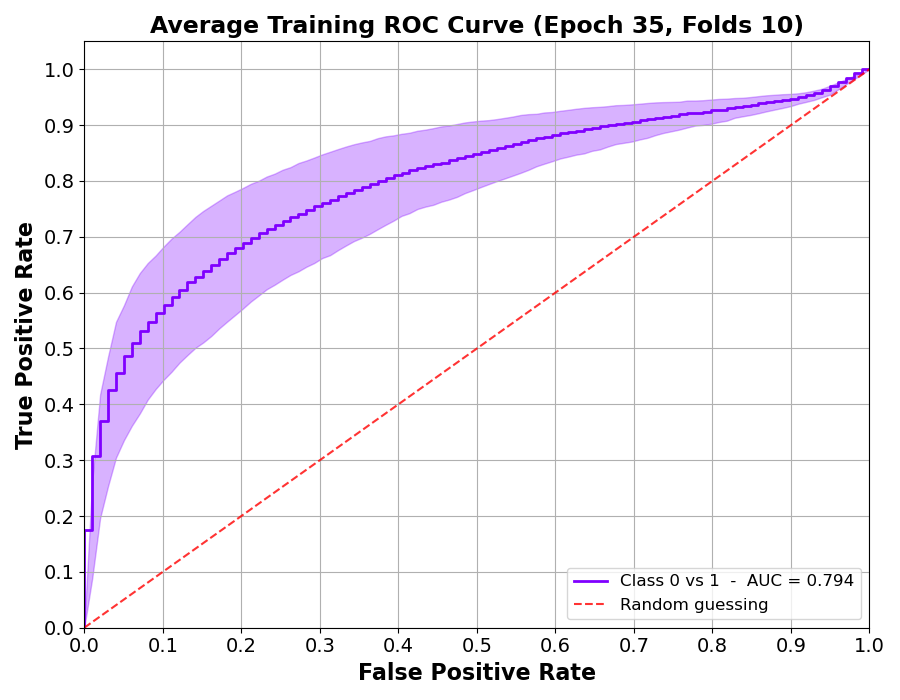 Average Training ROC Curve (Epoch 35, Folds 10)
True Positive Rate
1.0
0.9
0.8
0.7
0.6
0.5
0.4
0.3
0.2
0.1
0.0
Class 0 vs 1 - AUC = 0.794
Random guessing
0.0 0.1 0.2 0.3 0.4 0.5 0.6 0.7 0.8 0.9 1.0
False Positive Rate